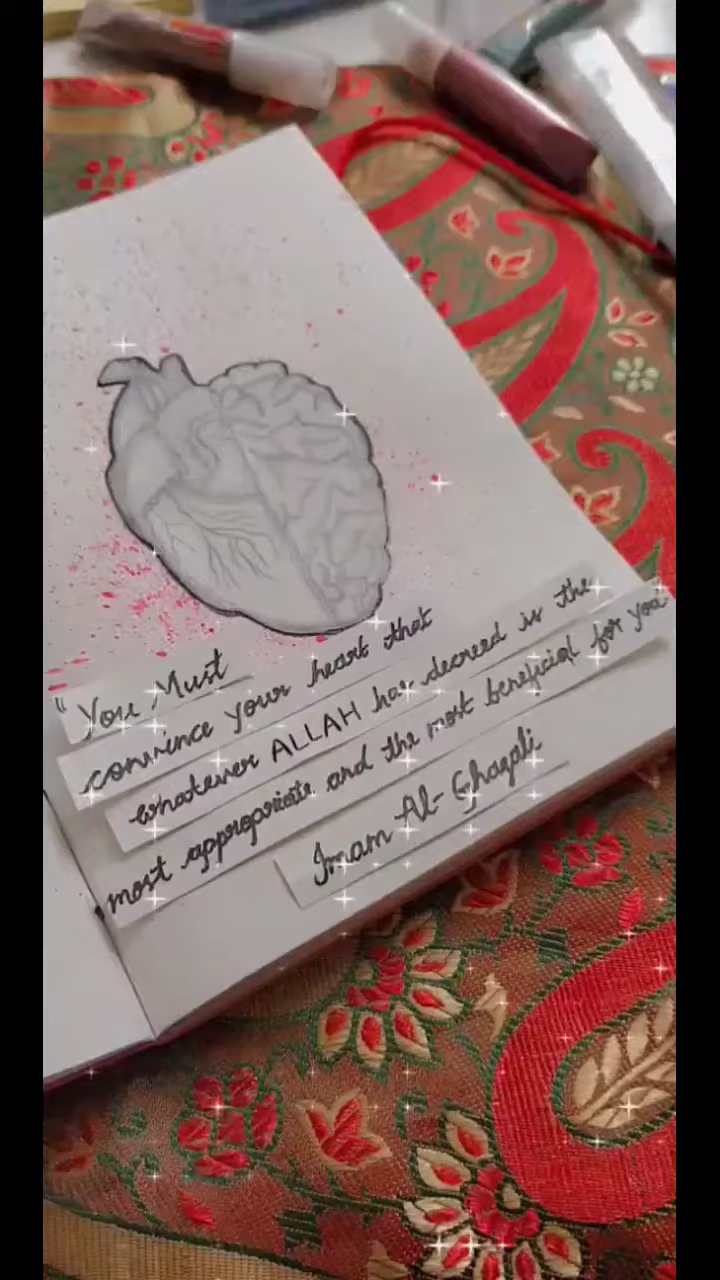 "You Must
convince your heart that
whatever ALLAH has decreed is the
most appropriate and the most beneficial for you
Imam Al-Ghazali